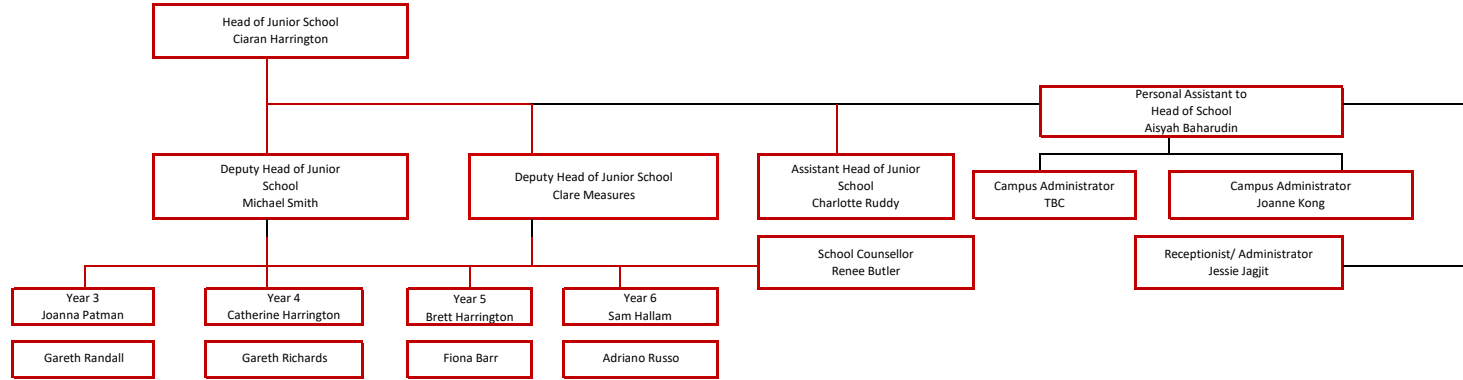 Head of Junior School
Ciaran Harrington
Personal Assistant to
Head of School
Aisyah Baharudin
Deputy Head of Junior
School
Michael Smith
Deputy Head of Junior School
Clare Measures
Assistant Head of Junior
School
Charlotte Ruddy
Campus Administrator
TBC
Campus Administrator
Joanne Kong
School Counsellor
Renee Butler
Receptionist/ Administrator
Jessie Jagjit
Year 3
Joanna Patman
Year 4
Catherine Harrington
Year 5
Brett Harrington
Year 6
Sam Hallam
Gareth Randall
Gareth Richards
Fiona Barr
Adriano Russo